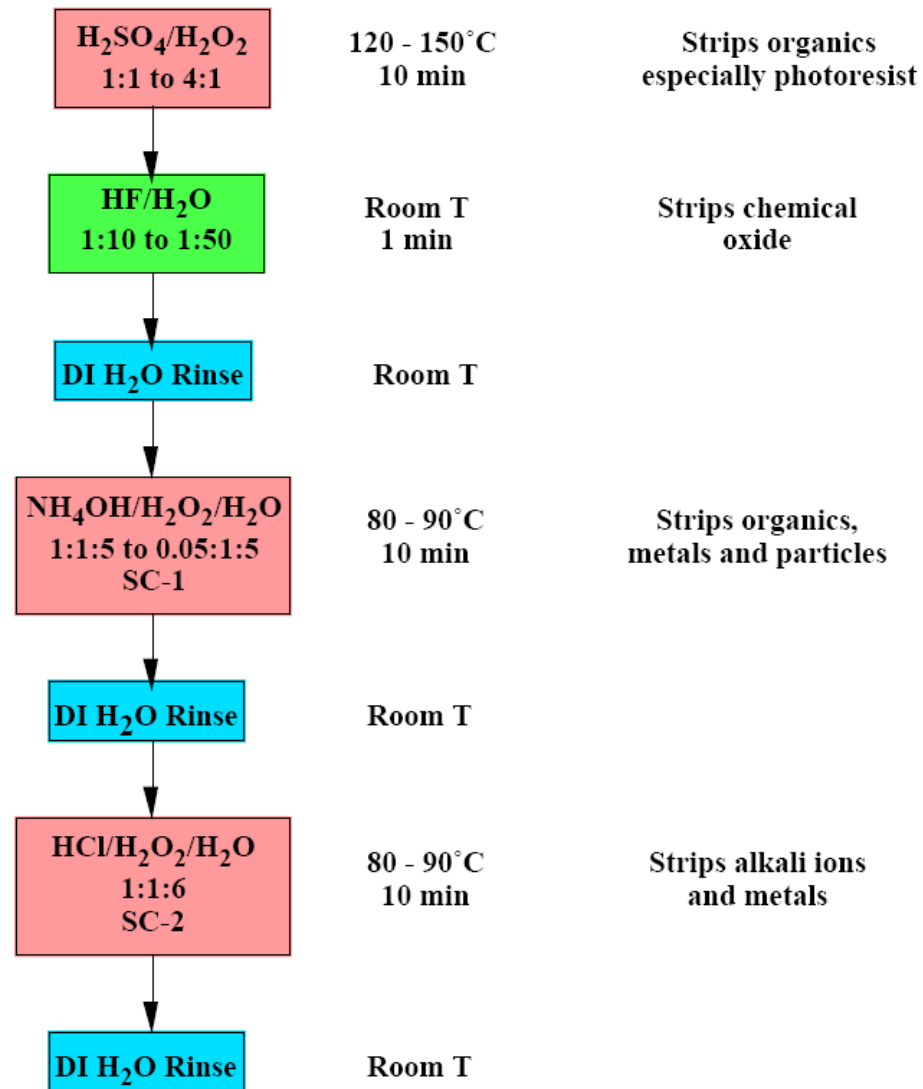 H₂SO₄/H₂O₂
1:1 to 4:1
120 - 150˚C
10 min
Strips organics
especially photoresist
HF/H₂O
1:10 to 1:50
Room T
1 min
Strips chemical
oxide
DI H₂O Rinse
Room T
NH₄OH/H₂O₂/H₂O
1:1:5 to 0.05:1:5
SC-1
80 - 90˚C
10 min
Strips organics,
metals and particles
DI H₂O Rinse
Room T
HCl/H₂O₂/H₂O
1:1:6
SC-2
80 - 90˚C
10 min
Strips alkali ions
and metals
DI H₂O Rinse
Room T